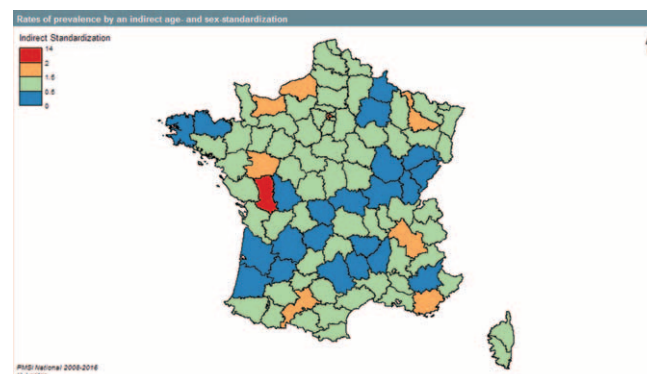 Rates of prevalence by an indirect age- and sex standardization
Indirect Standardization
14
2
1.5
0.5
0
PMSI National 2008-2016